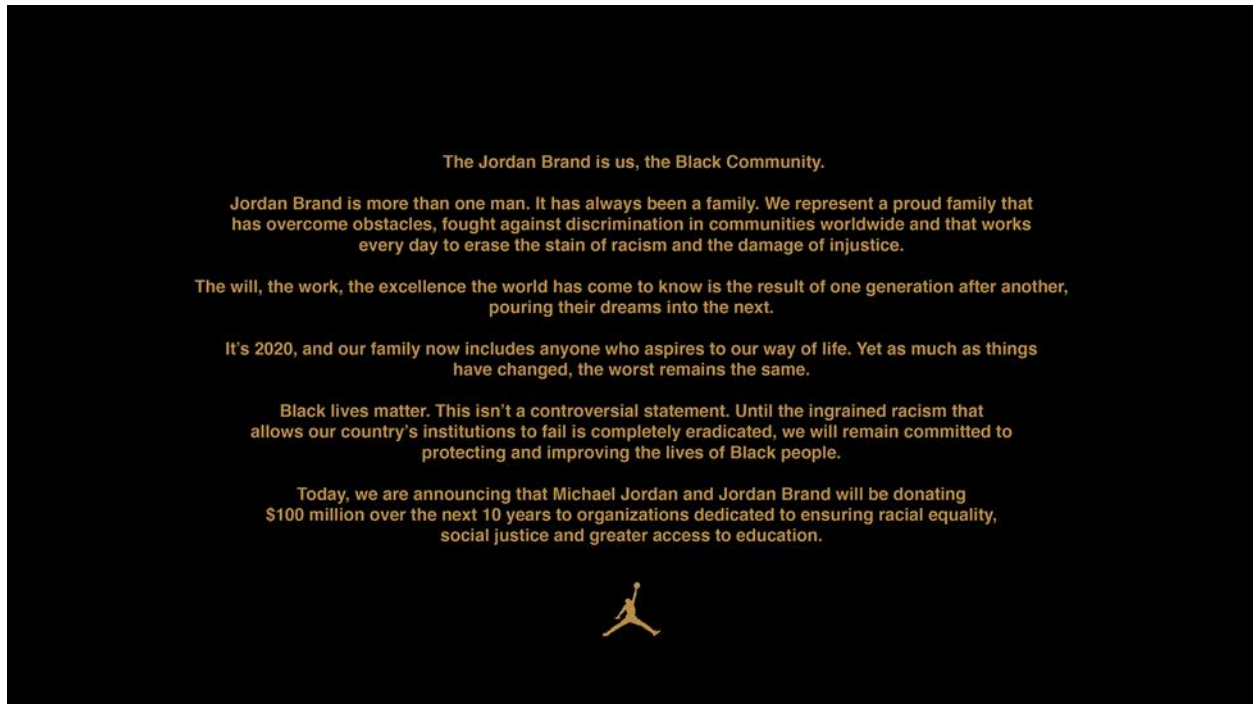 The Jordan Brand is us, the Black Community.
Jordan Brand is more than one man. It has always been a family. We represent a proud family that
has overcome obstacles, fought against discrimination in communities worldwide and that works
every day to erase the stain of racism and the damage of injustice.
The will, the work, the excellence the world has come to know is the result of one generation after another,
pouring their dreams into the next.
It’s 2020, and our family now includes anyone who aspires to our way of life. Yet as much as things
have changed, the worst remains the same.
Black lives matter. This isn’t a controversial statement. Until the ingrained racism that
allows our country’s institutions to fail is completely eradicated, we will remain committed to
protecting and improving the lives of Black people.
Today, we are announcing that Michael Jordan and Jordan Brand will be donating
$100 million over the next 10 years to organizations dedicated to ensuring racial equality,
social justice and greater access to education.